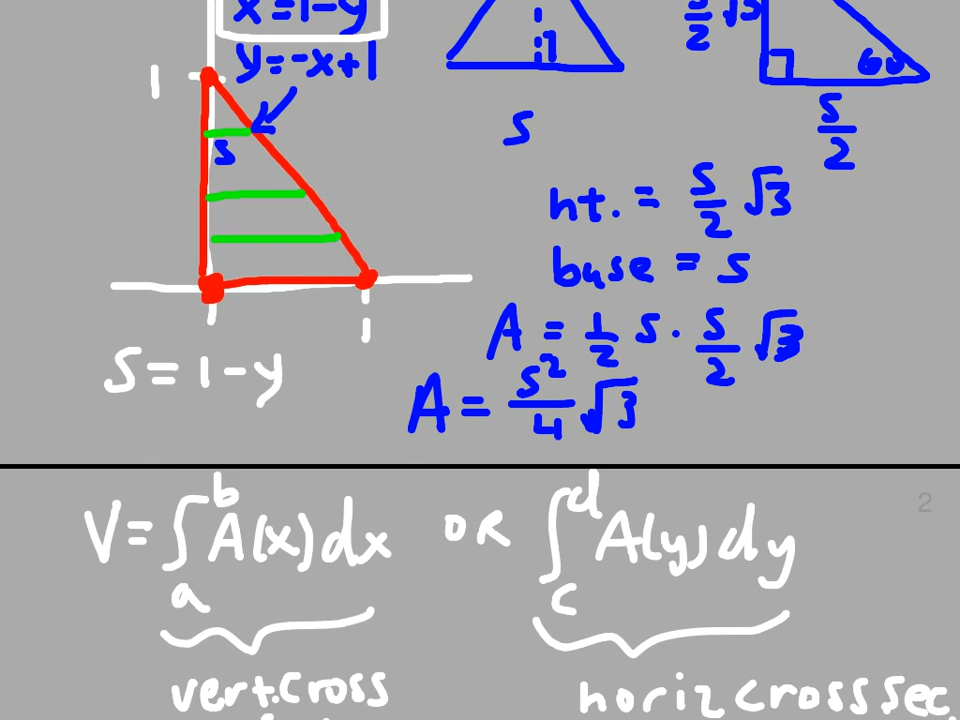 x=1-y
y=-x+1
1
s
1
s=1-y
1
s
s/2 √3
60
s/2
ht. = s/2 √3
base = s
A = 1/2 s · s/2 √3
A = s²/4 √3
2
V = ∫ₐᵇ A(x)dx OR ∫꜀ᵈ A(y)dy
vert. cross
horiz cross sec